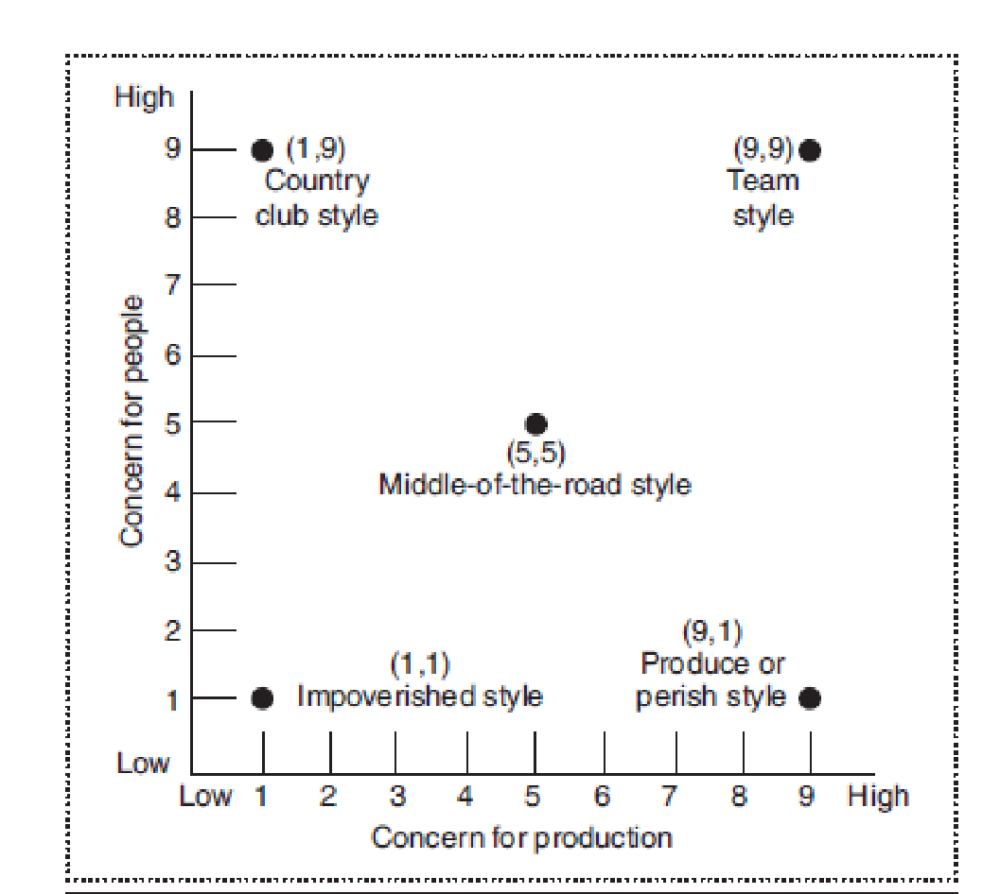 High
9
(1,9)
(9,9)
Country
club style
Team
style
8
7
6
5
4
3
2
1
Concern for people
(5,5)
Middle-of-the-road style
(1,1)
Impoverished style
(9,1)
Produce or
perish style
Low
Low 1 2 3 4 5 6 7 8 9 High
Concern for production